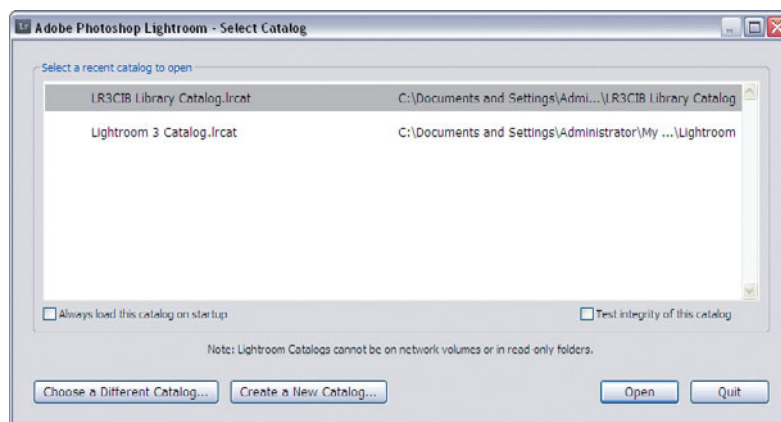 Lr Adobe Photoshop Lightroom - Select Catalog
Select a recent catalog to open
LR3CIB Library Catalog.lrcat C:\Documents and Settings\Admi...\LR3CIB Library Catalog
Lightroom 3 Catalog.lrcat C:\Documents and Settings\Administrator\My ...\Lightroom
Always load this catalog on startup Test integrity of this catalog
Note: Lightroom Catalogs cannot be on network volumes or in read-only folders.
Choose a Different Catalog... Create a New Catalog... Open Quit